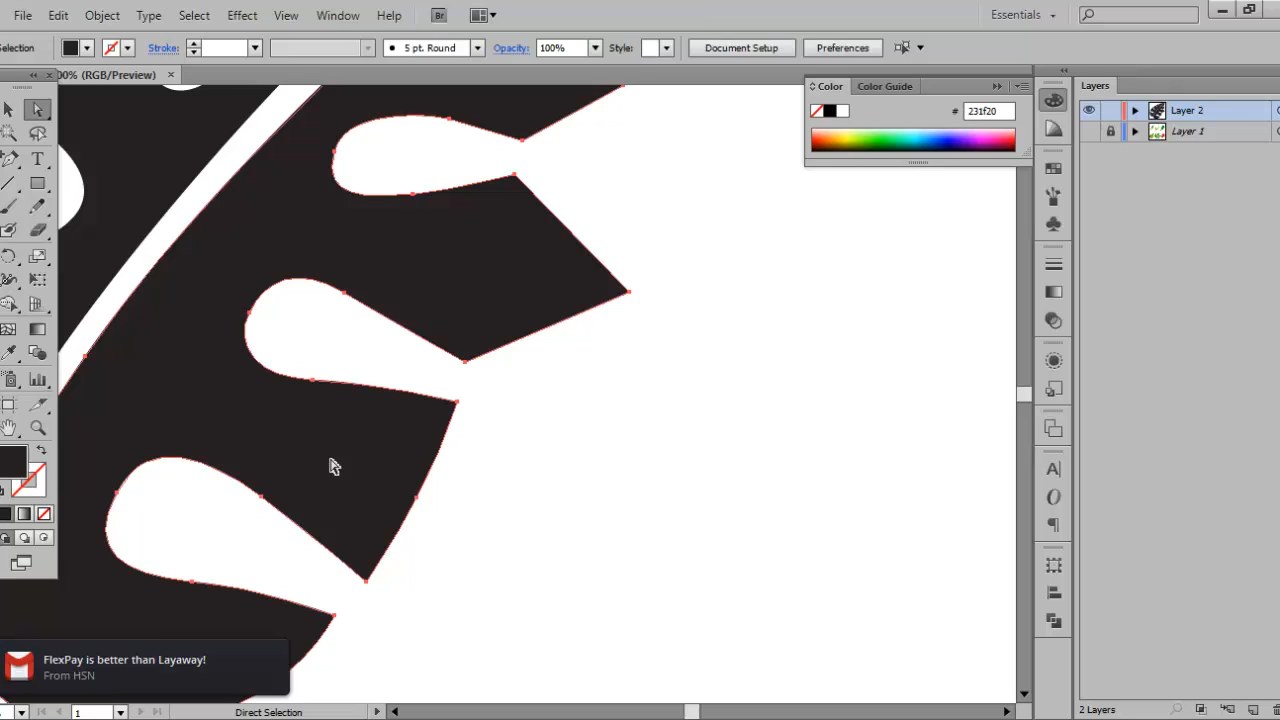 File Edit Object Type Select Effect View Window Help Br Essentials
Selection Stroke: 5 pt. Round Opacity: 100% Style: Document Setup Preferences
00% (RGB/Preview) ×
Color Color Guide
# 231f20
Layers
Layer 2
Layer 1
FlexPay is better than Layaway!
From HSN
1 Direct Selection
2 Layers